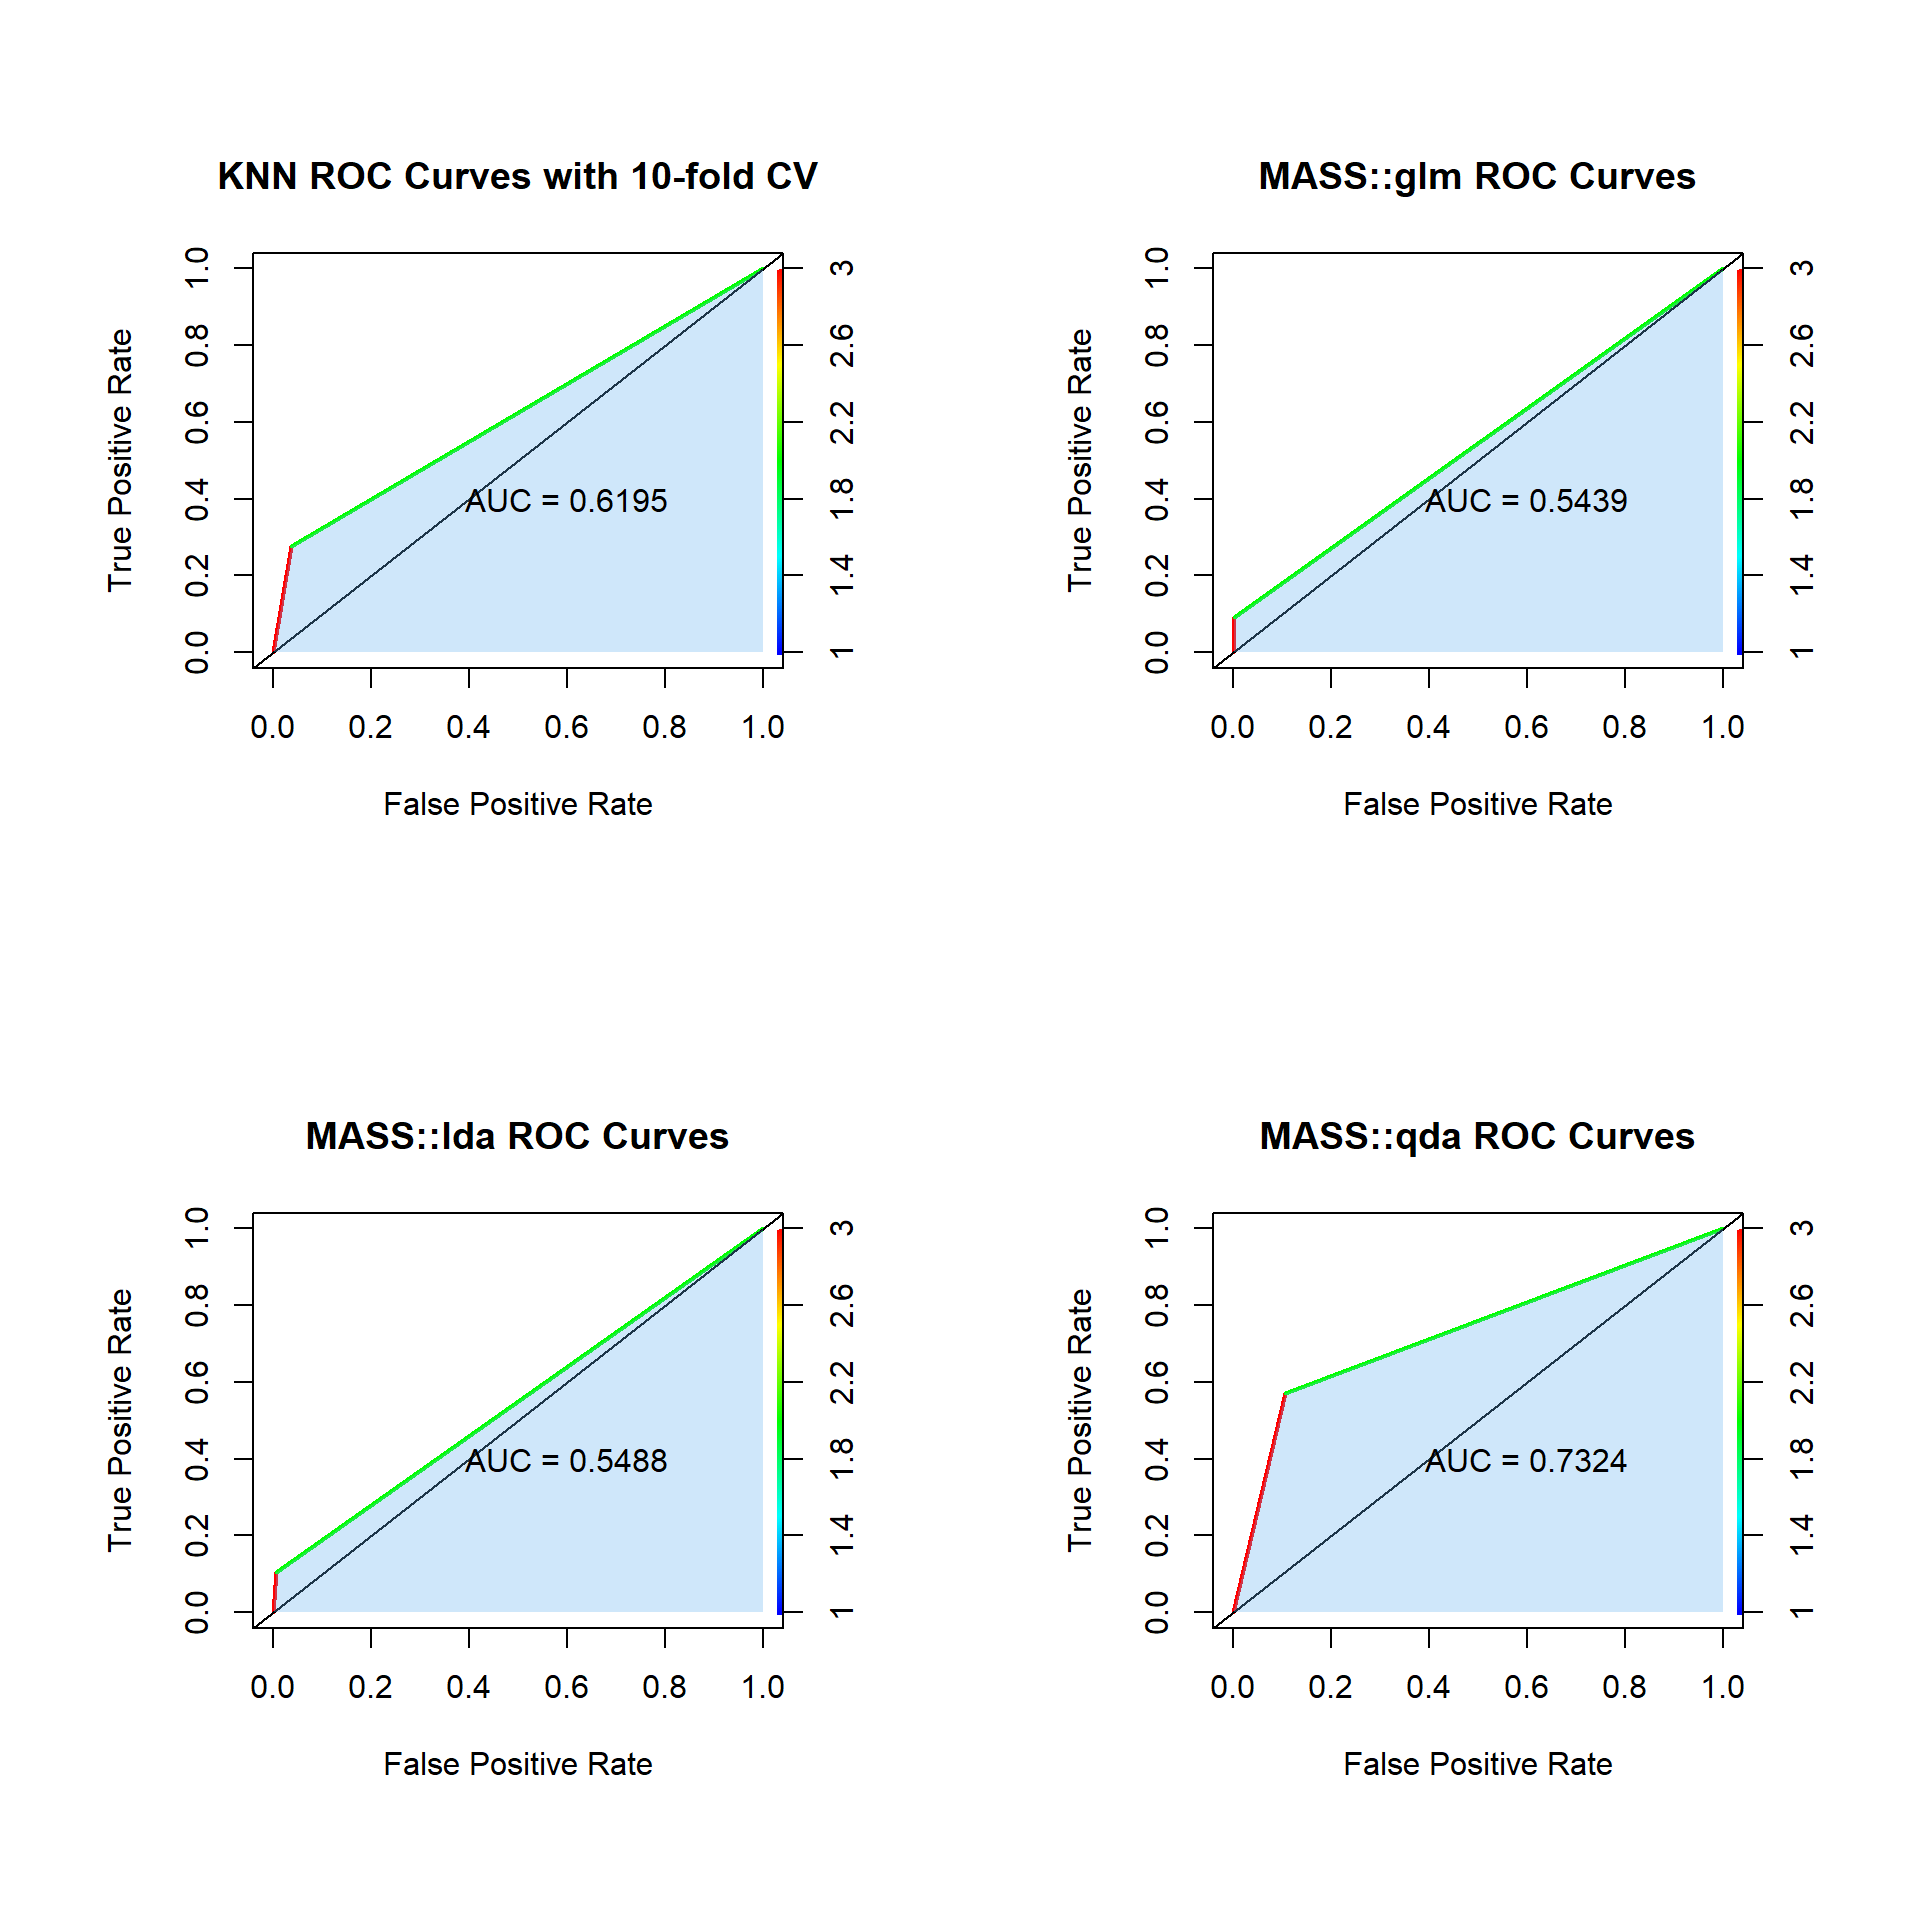 KNN ROC Curves with 10-fold CV
True Positive Rate
0.0 0.2 0.4 0.6 0.8 1.0
AUC = 0.6195
1 1.4 1.8 2.2 2.6 3
0.0 0.2 0.4 0.6 0.8 1.0
False Positive Rate
MASS::glm ROC Curves
True Positive Rate
0.0 0.2 0.4 0.6 0.8 1.0
AUC = 0.5439
1 1.4 1.8 2.2 2.6 3
0.0 0.2 0.4 0.6 0.8 1.0
False Positive Rate
MASS::lda ROC Curves
True Positive Rate
0.0 0.2 0.4 0.6 0.8 1.0
AUC = 0.5488
1 1.4 1.8 2.2 2.6 3
0.0 0.2 0.4 0.6 0.8 1.0
False Positive Rate
MASS::qda ROC Curves
True Positive Rate
0.0 0.2 0.4 0.6 0.8 1.0
AUC = 0.7324
1 1.4 1.8 2.2 2.6 3
0.0 0.2 0.4 0.6 0.8 1.0
False Positive Rate